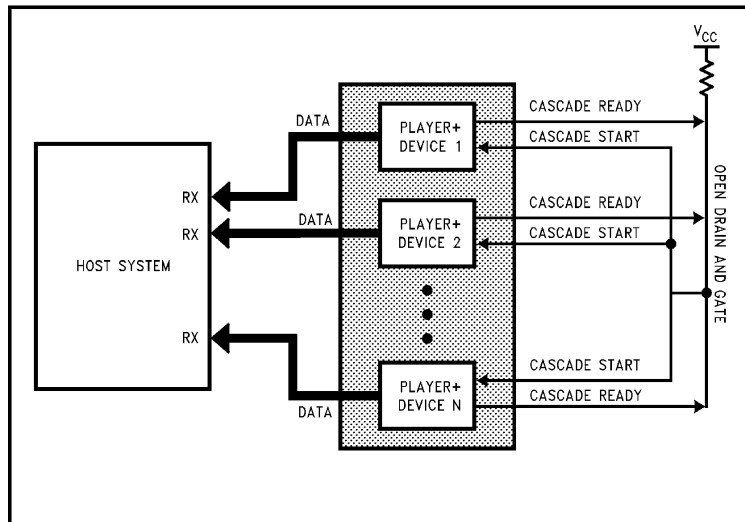 VCC
DATA
PLAYER+
DEVICE 1
CASCADE READY
CASCADE START
RX
DATA
PLAYER+
DEVICE 2
CASCADE READY
CASCADE START
RX
HOST SYSTEM
OPEN DRAIN AND GATE
RX
PLAYER+
DEVICE N
CASCADE START
CASCADE READY
DATA